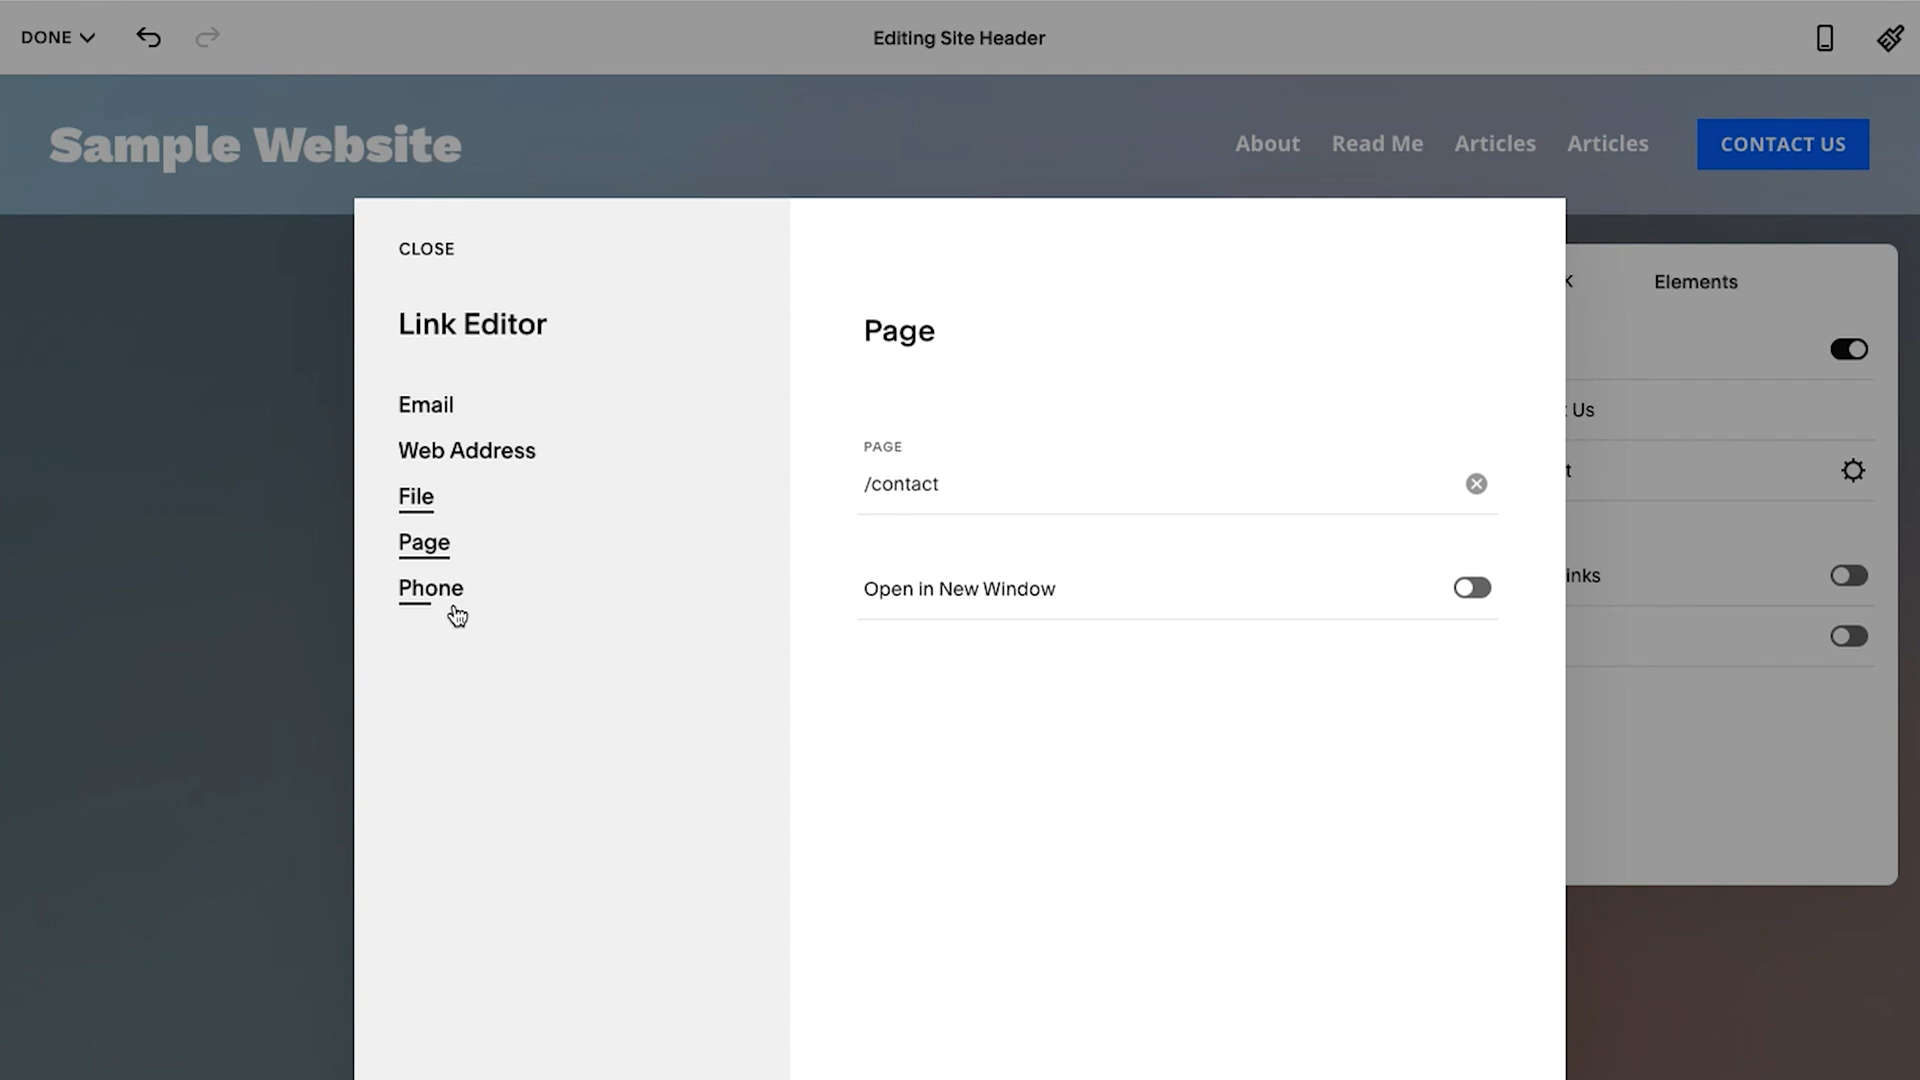 DONE
Editing Site Header
Sample Website
About
Read Me
Articles
Articles
CONTACT US
CLOSE
Link Editor
Email
Web Address
File
Page
Phone
Page
PAGE
/contact
Open in New Window
Elements
Us